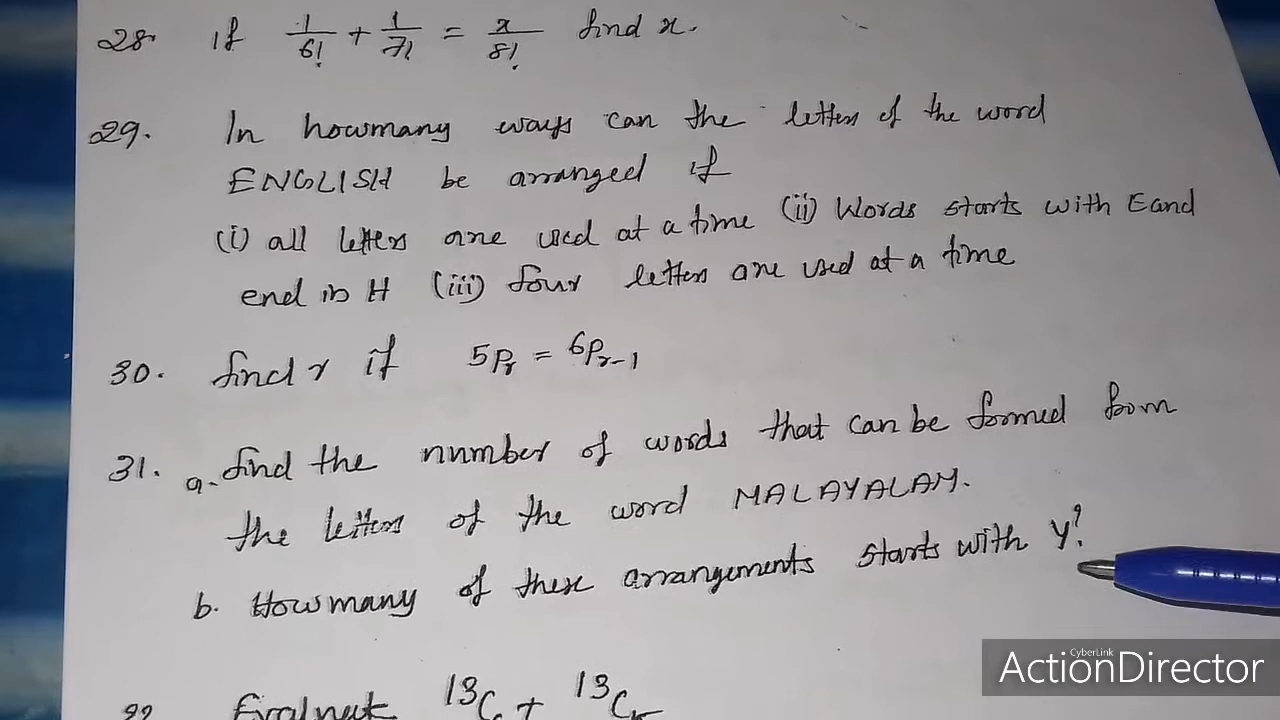 28. if 1/6! + 1/7! = x/8! find x.
29. In howmany ways can the letters of the word
ENGLISH be arranged if
(i) all letters are used at a time (ii) Words starts with E and
end in H (iii) four letters are used at a time
30. find r if 5Pr = 6Pr-1
31. a. find the number of words that can be formed from
the letters of the word MALAYALAM.
b. Howmany of these arrangements starts with Y?
13C + 13C
CyberLink
ActionDirector